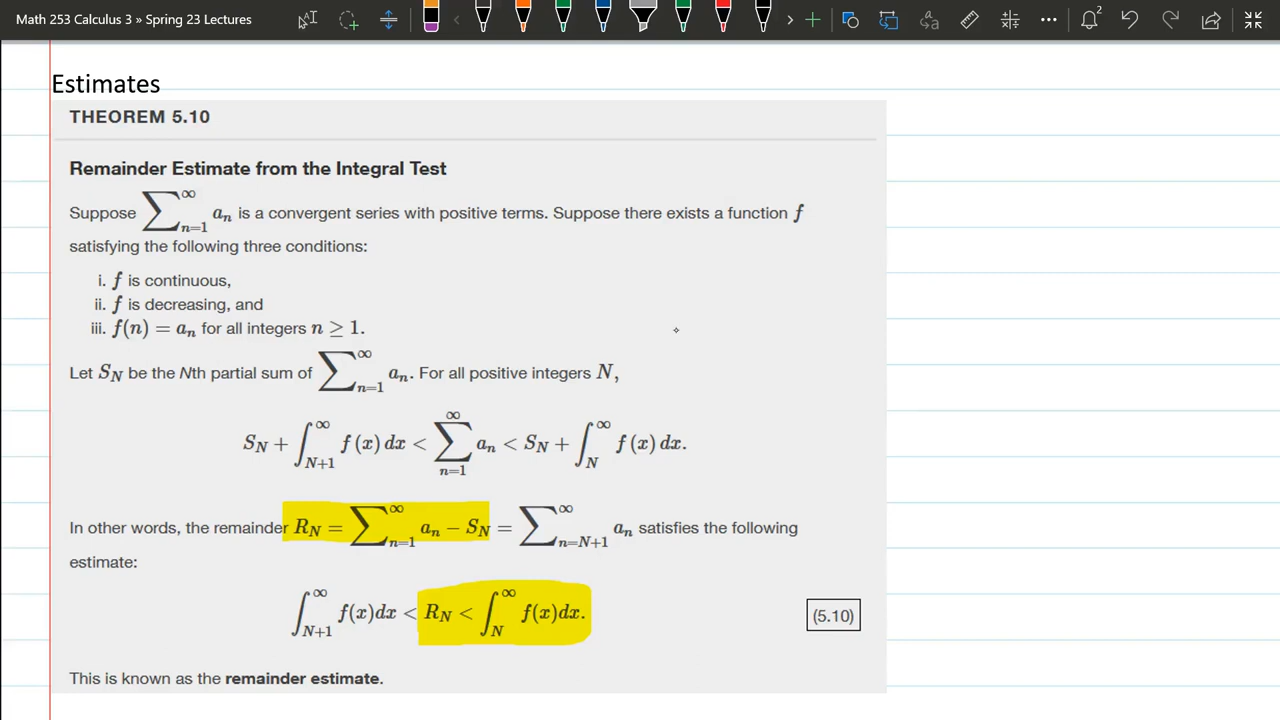 Math 253 Calculus 3 » Spring 23 Lectures
2
Estimates
THEOREM 5.10
Remainder Estimate from the Integral Test
Suppose ∑_{n=1}^{∞} a_n is a convergent series with positive terms. Suppose there exists a function f
satisfying the following three conditions:
i. f is continuous,
ii. f is decreasing, and
iii. f(n) = a_n for all integers n ≥ 1.
Let S_N be the Nth partial sum of ∑_{n=1}^{∞} a_n. For all positive integers N,
S_N + ∫_{N+1}^{∞} f(x) dx < ∑_{n=1}^{∞} a_n < S_N + ∫_{N}^{∞} f(x) dx.
In other words, the remainder R_N = ∑_{n=1}^{∞} a_n − S_N = ∑_{n=N+1}^{∞} a_n satisfies the following
estimate:
∫_{N+1}^{∞} f(x)dx < R_N < ∫_{N}^{∞} f(x)dx.
(5.10)
This is known as the remainder estimate.